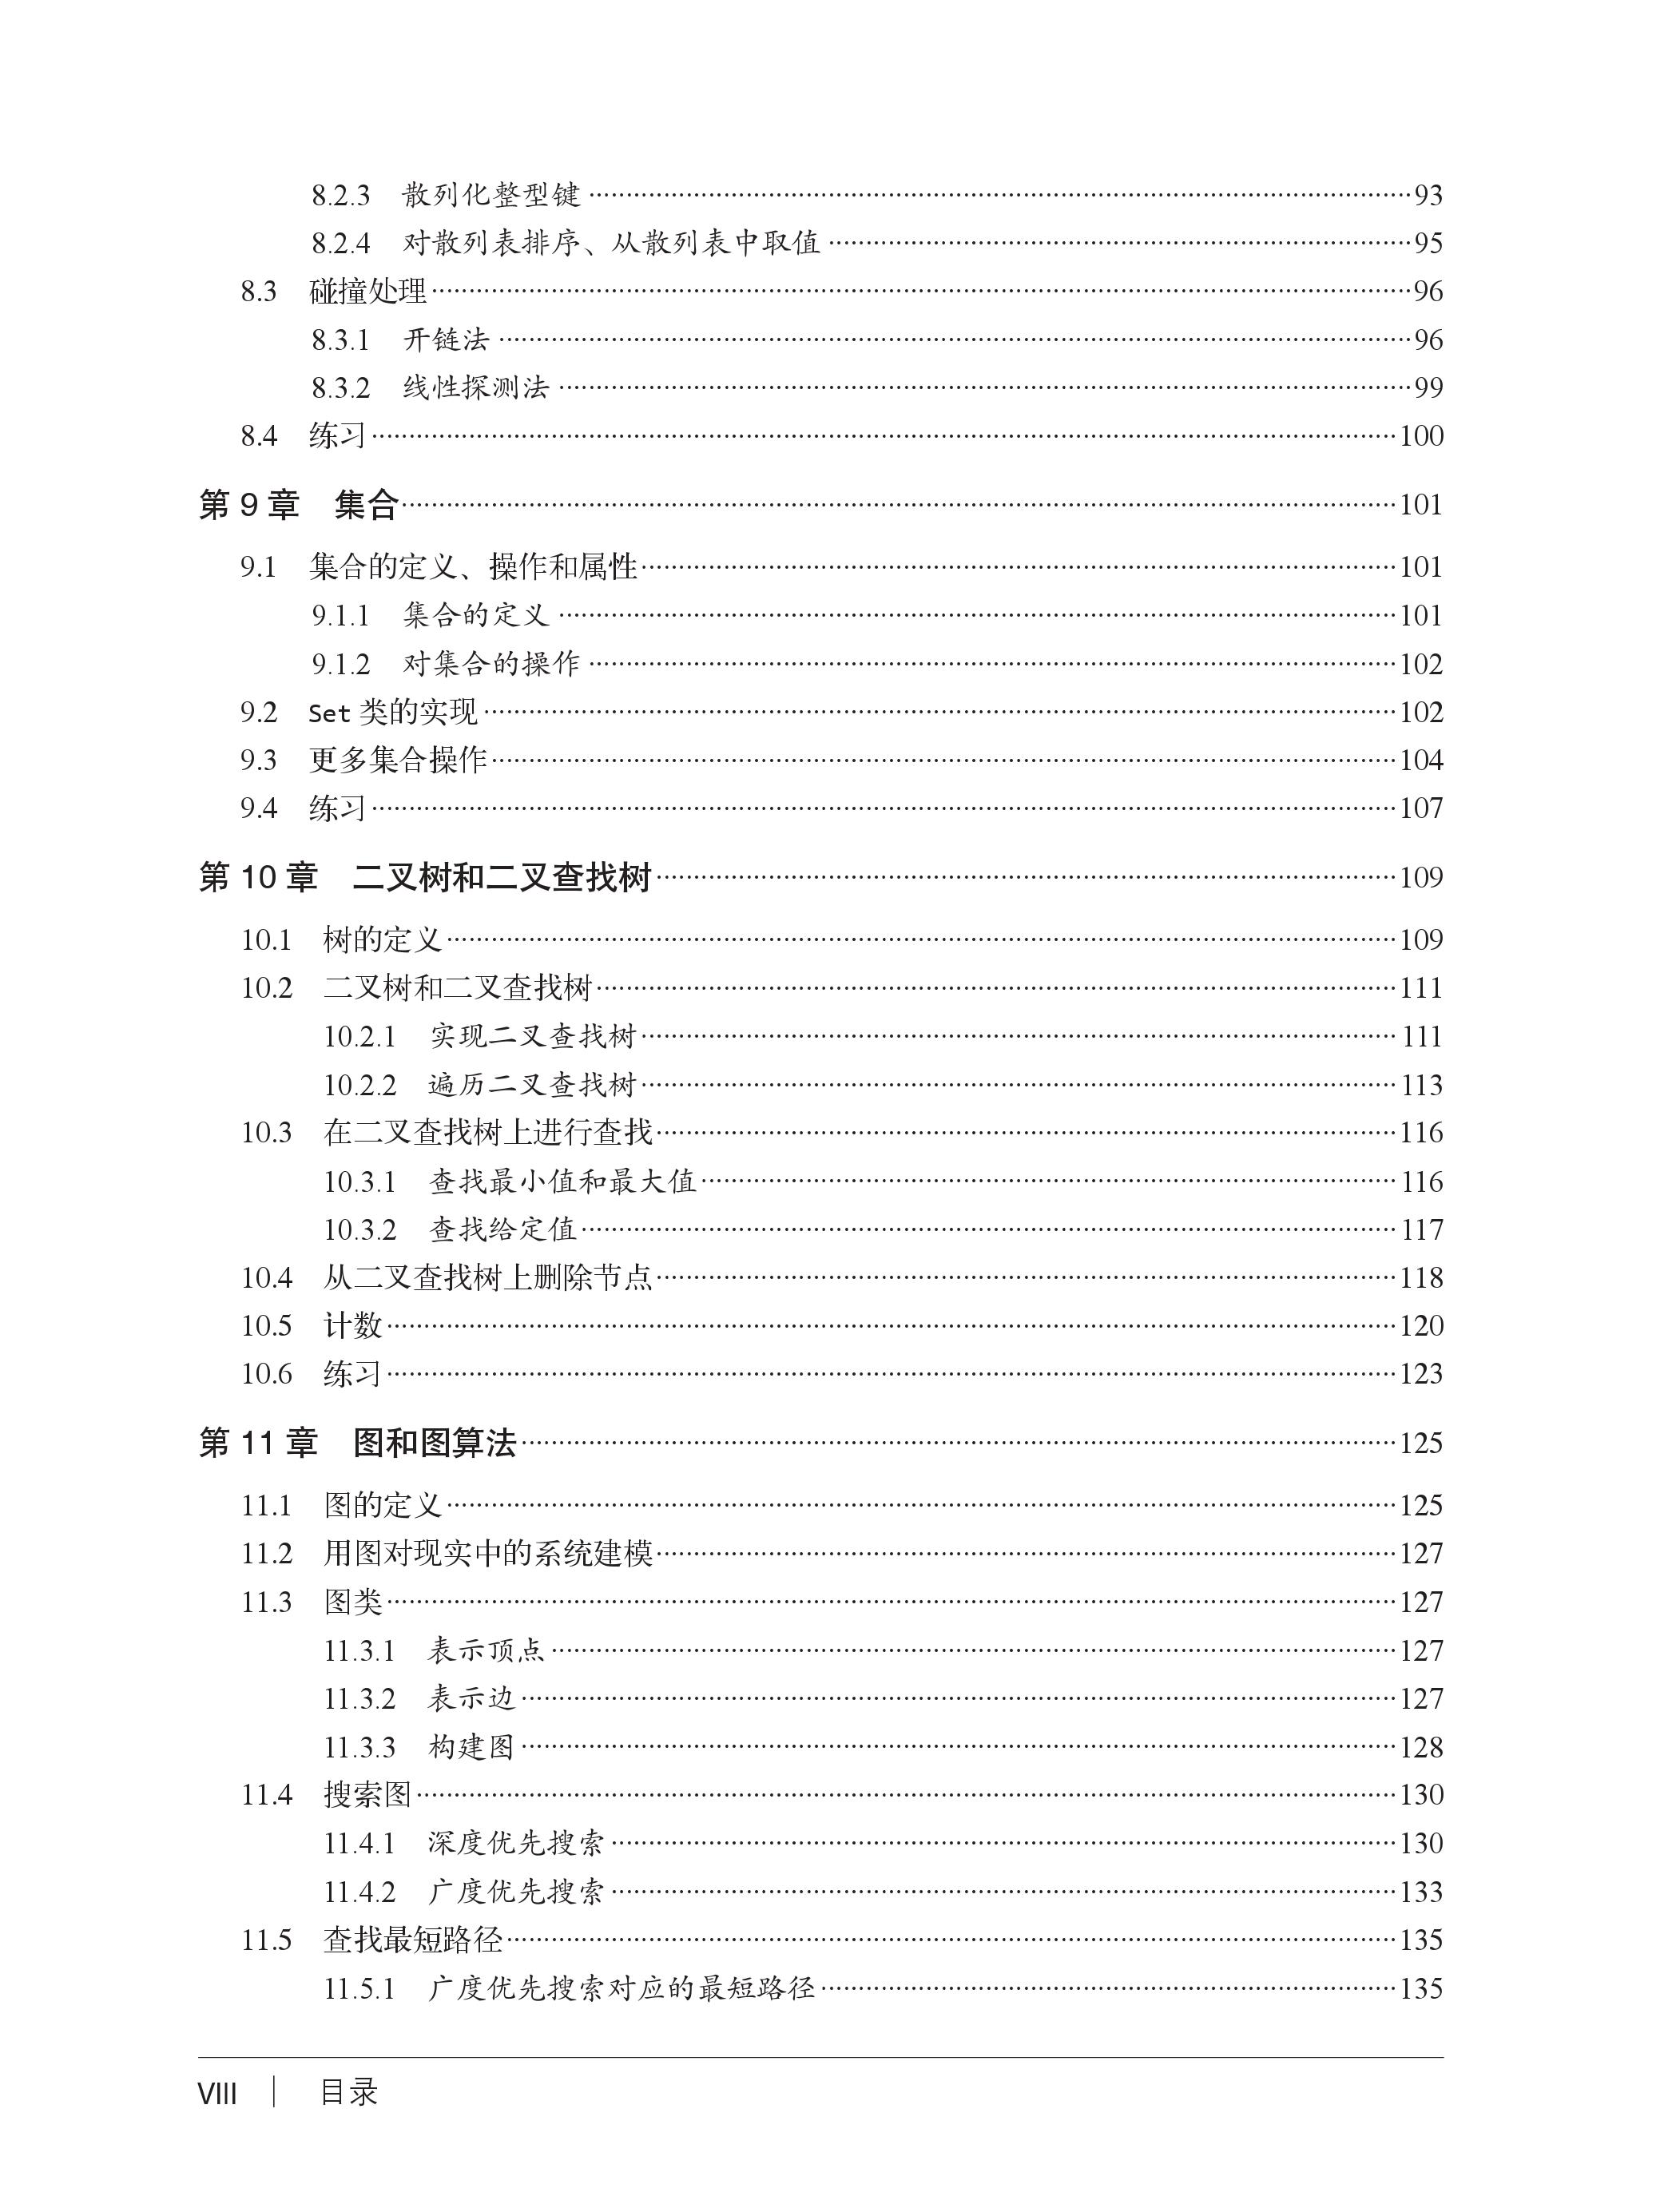 8.2.3 散列化整型键 93
8.2.4 对散列表排序、从散列表中取值 95
8.3 碰撞处理 96
8.3.1 开链法 96
8.3.2 线性探测法 99
8.4 练习 100
第 9 章 集合 101
9.1 集合的定义、操作和属性 101
9.1.1 集合的定义 101
9.1.2 对集合的操作 102
9.2 Set 类的实现 102
9.3 更多集合操作 104
9.4 练习 107
第 10 章 二叉树和二叉查找树 109
10.1 树的定义 109
10.2 二叉树和二叉查找树 111
10.2.1 实现二叉查找树 111
10.2.2 遍历二叉查找树 113
10.3 在二叉查找树上进行查找 116
10.3.1 查找最小值和最大值 116
10.3.2 查找给定值 117
10.4 从二叉查找树上删除节点 118
10.5 计数 120
10.6 练习 123
第 11 章 图和图算法 125
11.1 图的定义 125
11.2 用图对现实中的系统建模 127
11.3 图类 127
11.3.1 表示顶点 127
11.3.2 表示边 127
11.3.3 构建图 128
11.4 搜索图 130
11.4.1 深度优先搜索 130
11.4.2 广度优先搜索 133
11.5 查找最短路径 135
11.5.1 广度优先搜索对应的最短路径 135
VIII | 目录